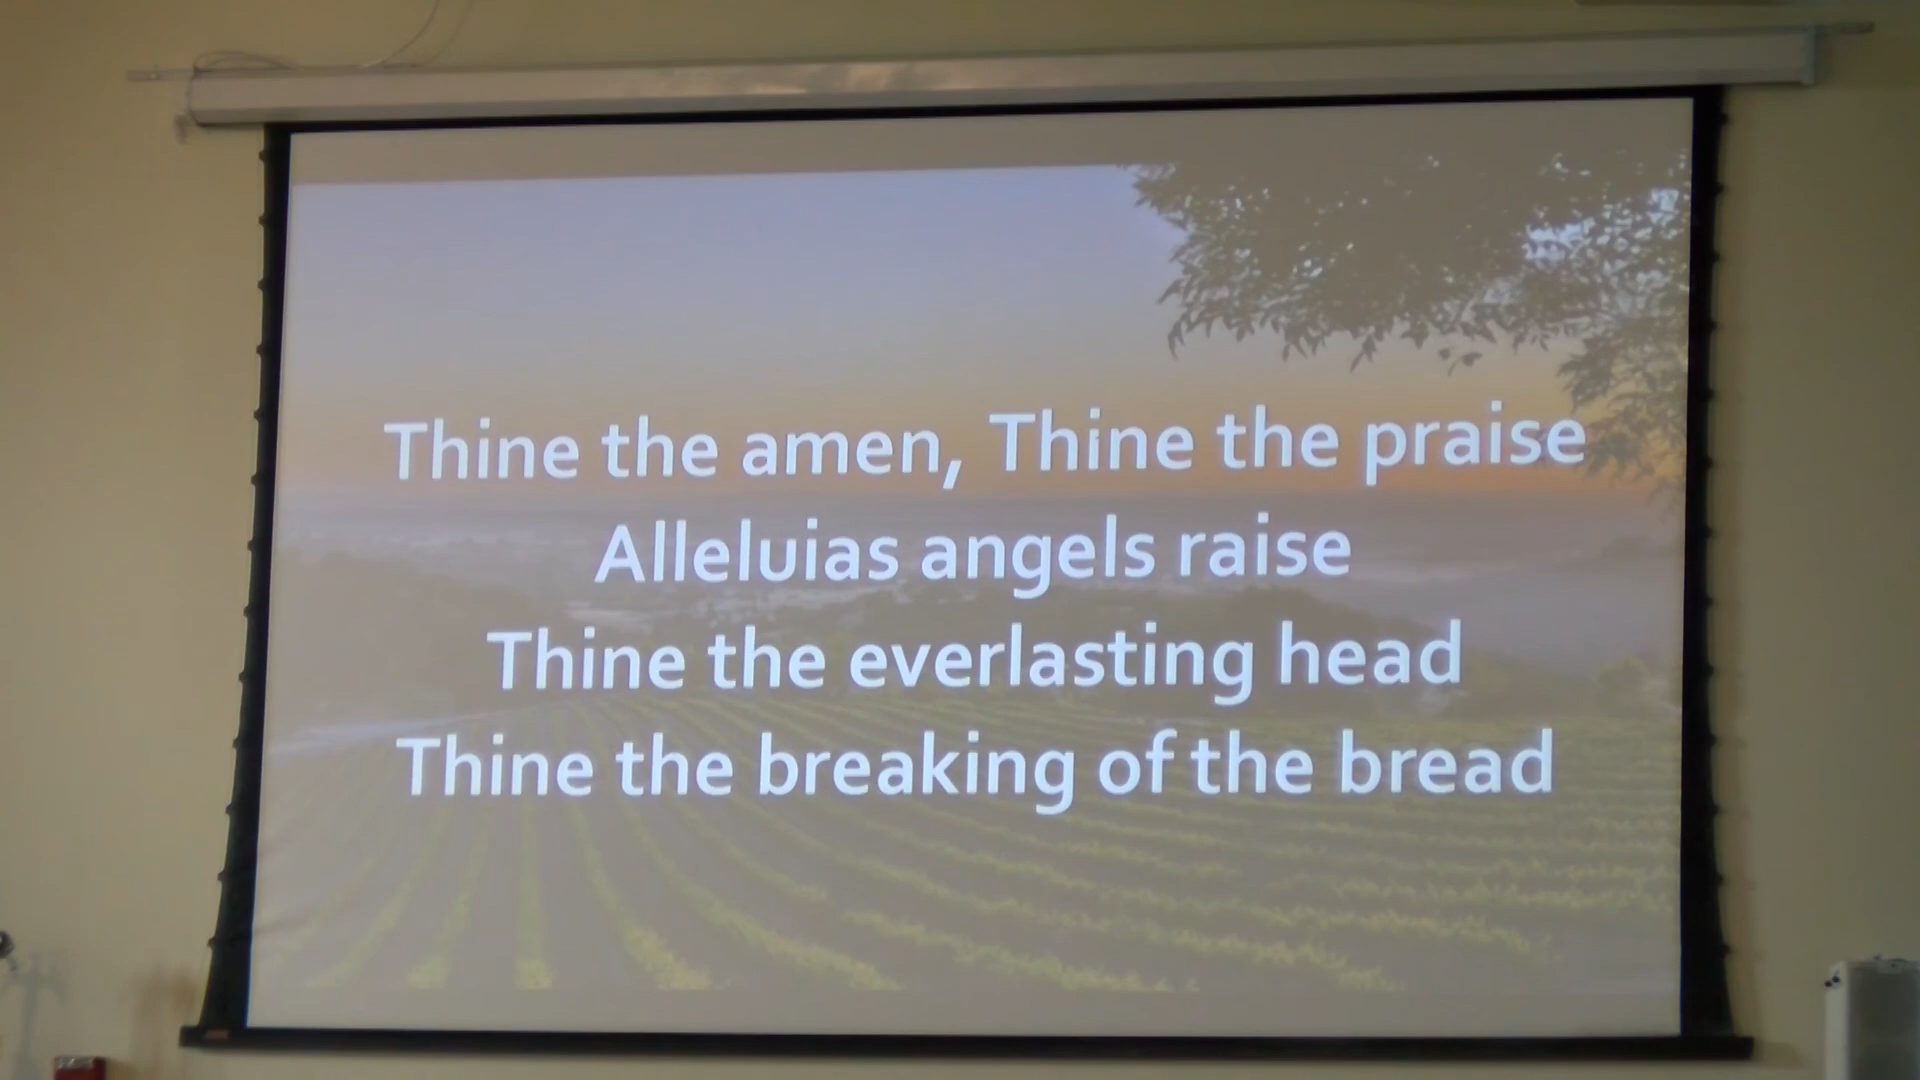 Thine the amen, Thine the praise
Alleluias angels raise
Thine the everlasting head
Thine the breaking of the bread